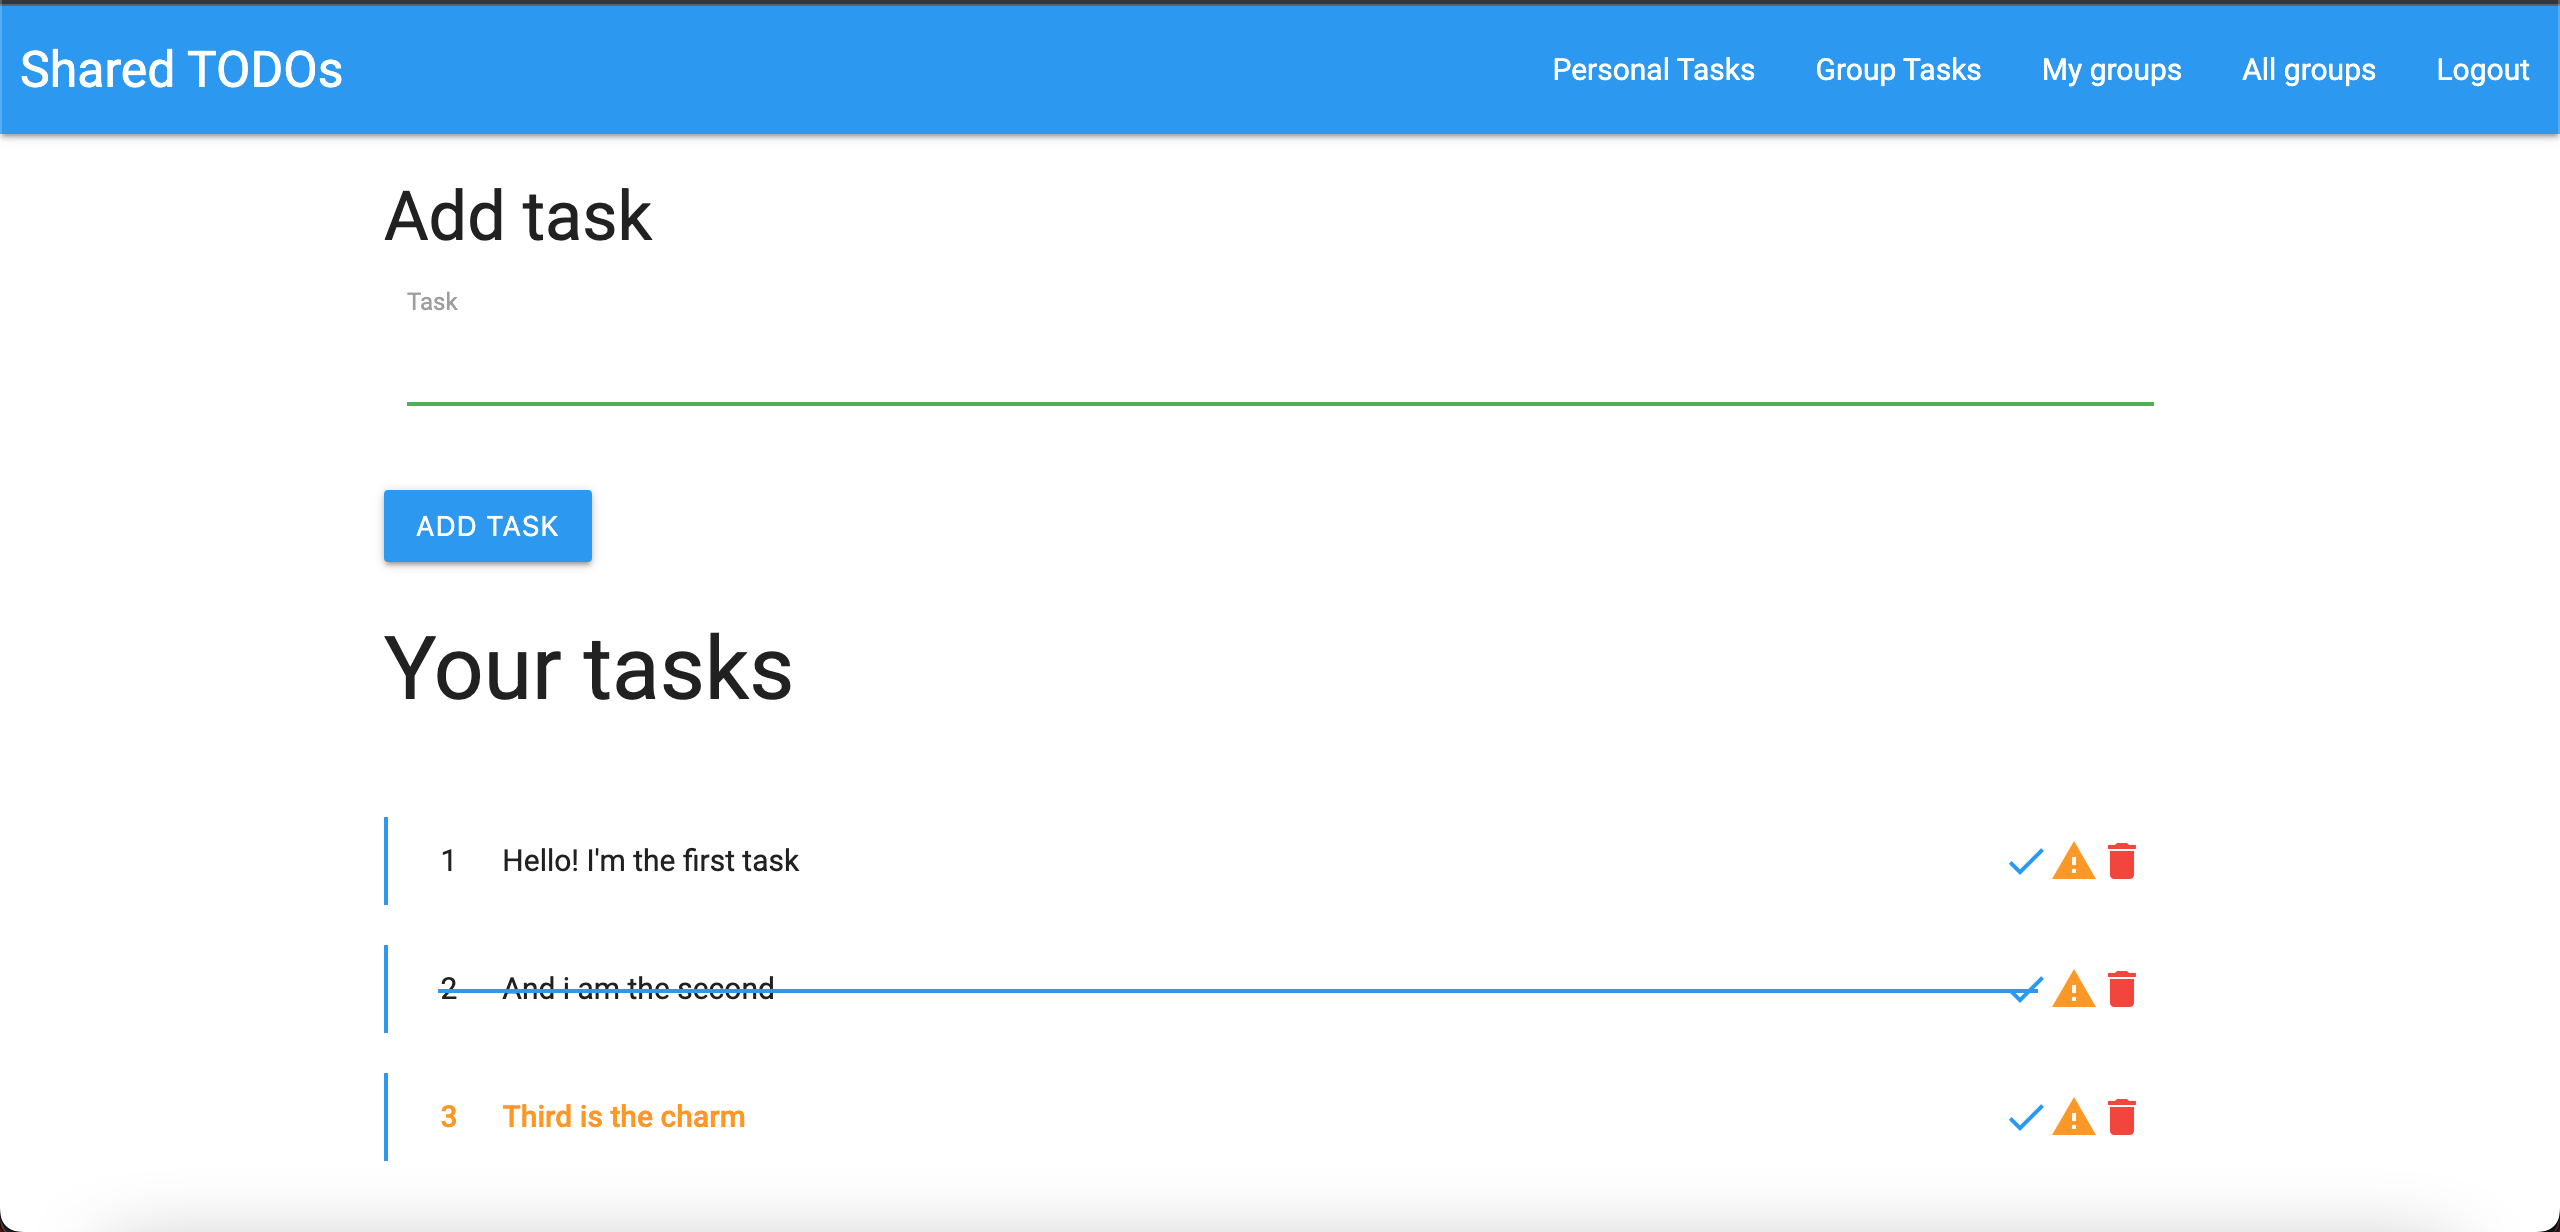 Shared TODOs Personal Tasks Group Tasks My groups All groups Logout
Add task
Task
ADD TASK
Your tasks
1 Hello! I'm the first task
2 And i am the second
3 Third is the charm